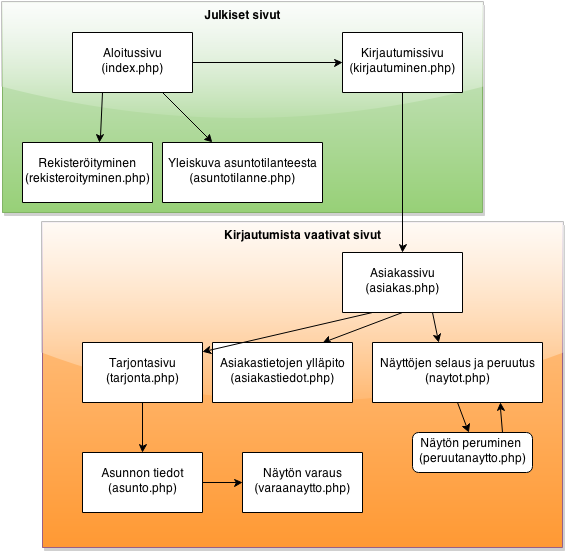 Julkiset sivut
Aloitussivu
(index.php)
Kirjautumissivu
(kirjautuminen.php)
Rekisteröityminen
(rekisteroityminen.php)
Yleiskuva asuntotilanteesta
(asuntotilanne.php)
Kirjautumista vaativat sivut
Asiakassivu
(asiakas.php)
Tarjontasivu
(tarjonta.php)
Asiakastietojen ylläpito
(asiakastiedot.php)
Näyttöjen selaus ja peruutus
(naytot.php)
Näytön peruminen
(peruutanaytto.php)
Asunnon tiedot
(asunto.php)
Näytön varaus
(varaanaytto.php)